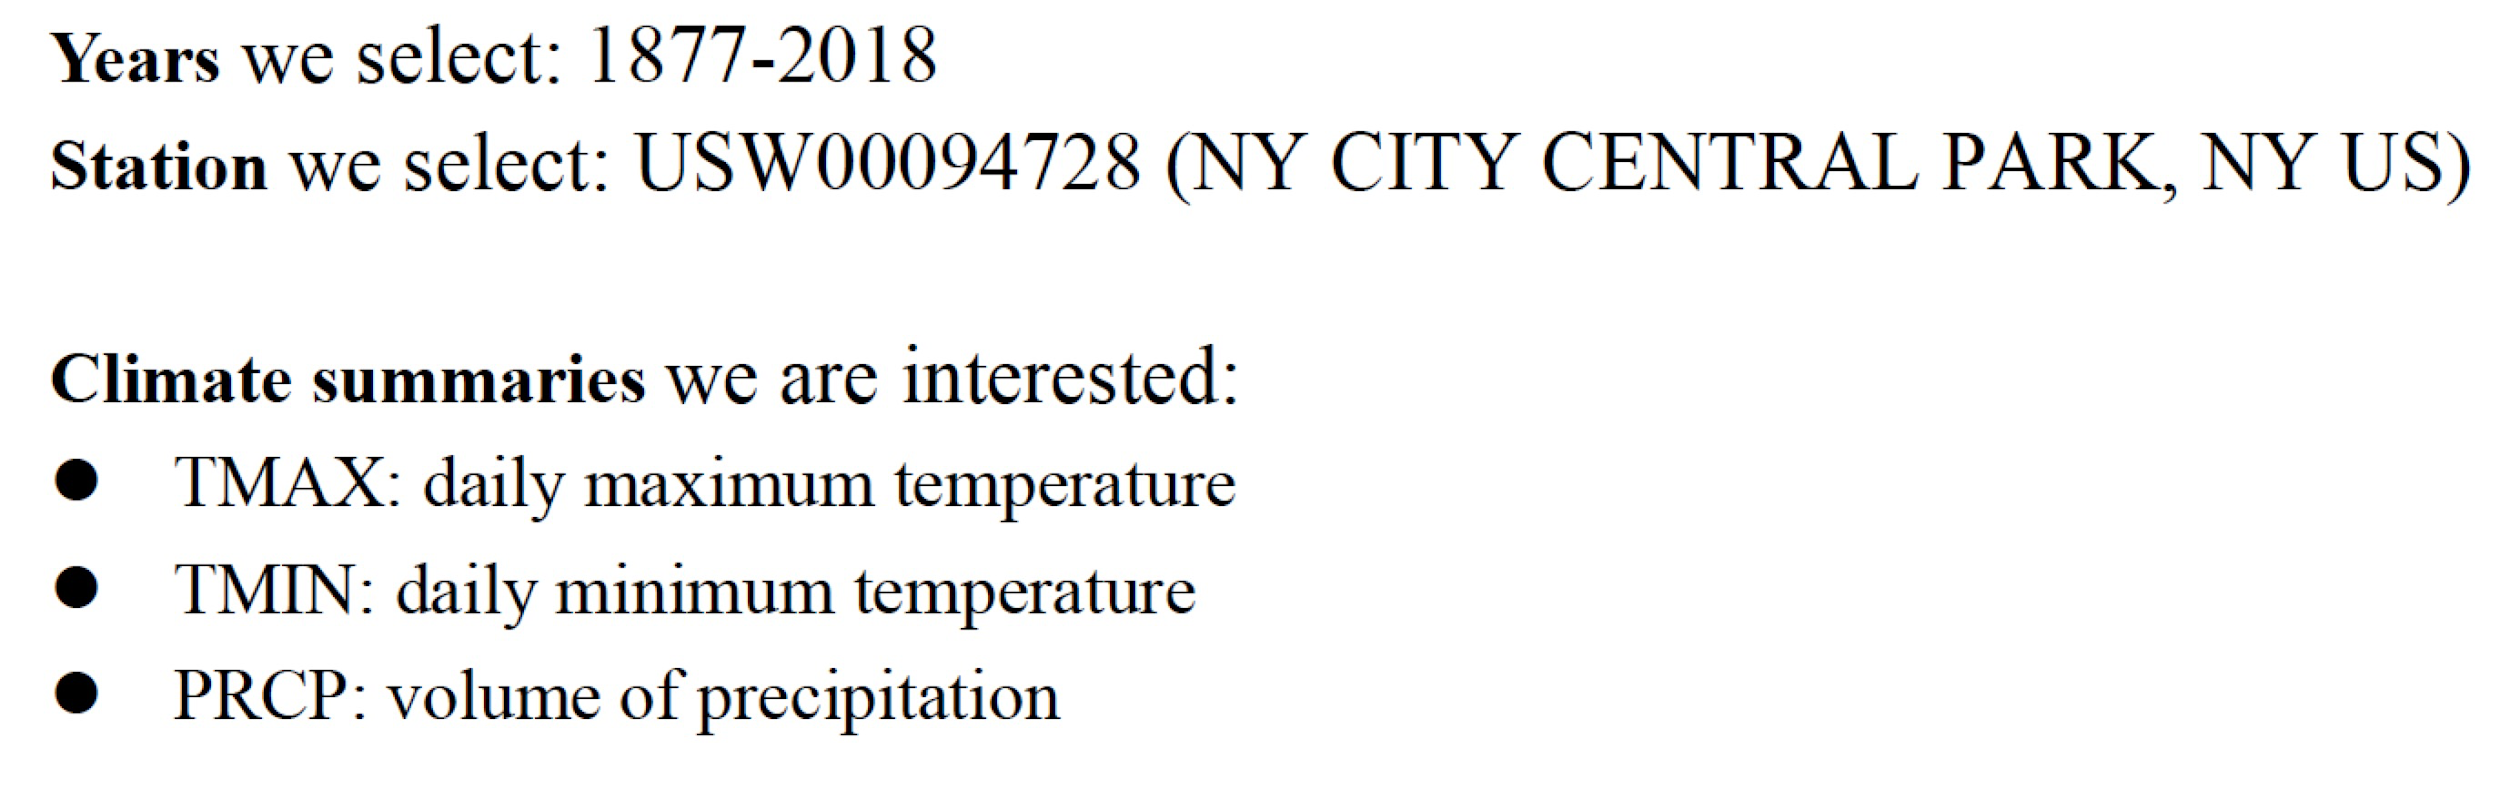 Years we select: 1877-2018
Station we select: USW00094728 (NY CITY CENTRAL PARK, NY US)
Climate summaries we are interested:
● TMAX: daily maximum temperature
● TMIN: daily minimum temperature
● PRCP: volume of precipitation